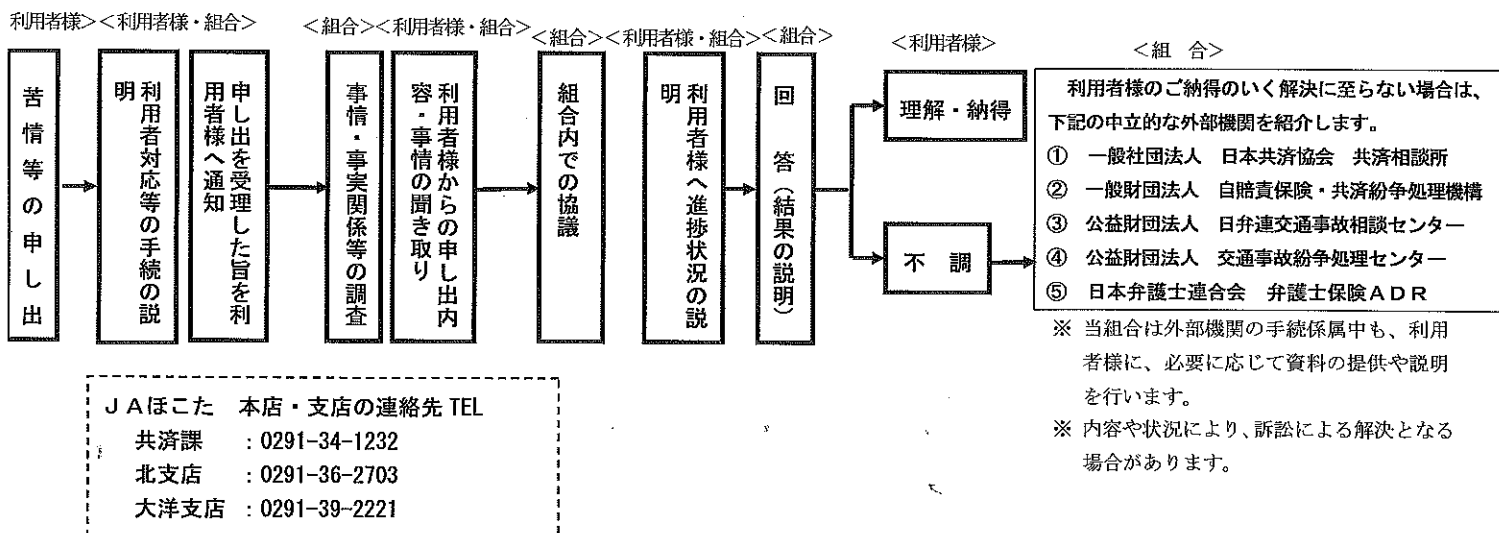 利用者様＞＜利用者様・組合＞
＜組合＞＜利用者様・組合＞
＜組合＞
＜利用者様・組合＞
＜組合＞
＜利用者様＞
＜組　合＞
苦情等の申し出
利用者対応等の手続の説
明
申し出を受理した旨を利
用者様へ通知
事情・事実関係等の調査
利用者様からの申し出内
容・事情の聞き取り
組合内での協議
利用者様へ進捗状況の説
明
回　答（結果の説明）
理解・納得
不　調
利用者様のご納得のいく解決に至らない場合は、
下記の中立的な外部機関を紹介します。
①　一般社団法人　日本共済協会　共済相談所
②　一般財団法人　自賠責保険・共済紛争処理機構
③　公益財団法人　日弁連交通事故相談センター
④　公益財団法人　交通事故紛争処理センター
⑤　日本弁護士連合会　弁護士保険ＡＤＲ
※ 当組合は外部機関の手続係属中も、利用
者様に、必要に応じて資料の提供や説明
を行います。
※ 内容や状況により、訴訟による解決となる
場合があります。
ＪＡほこた　本店・支店の連絡先 TEL
共済課　：0291-34-1232
北支店　：0291-36-2703
大洋支店　：0291-39-2221